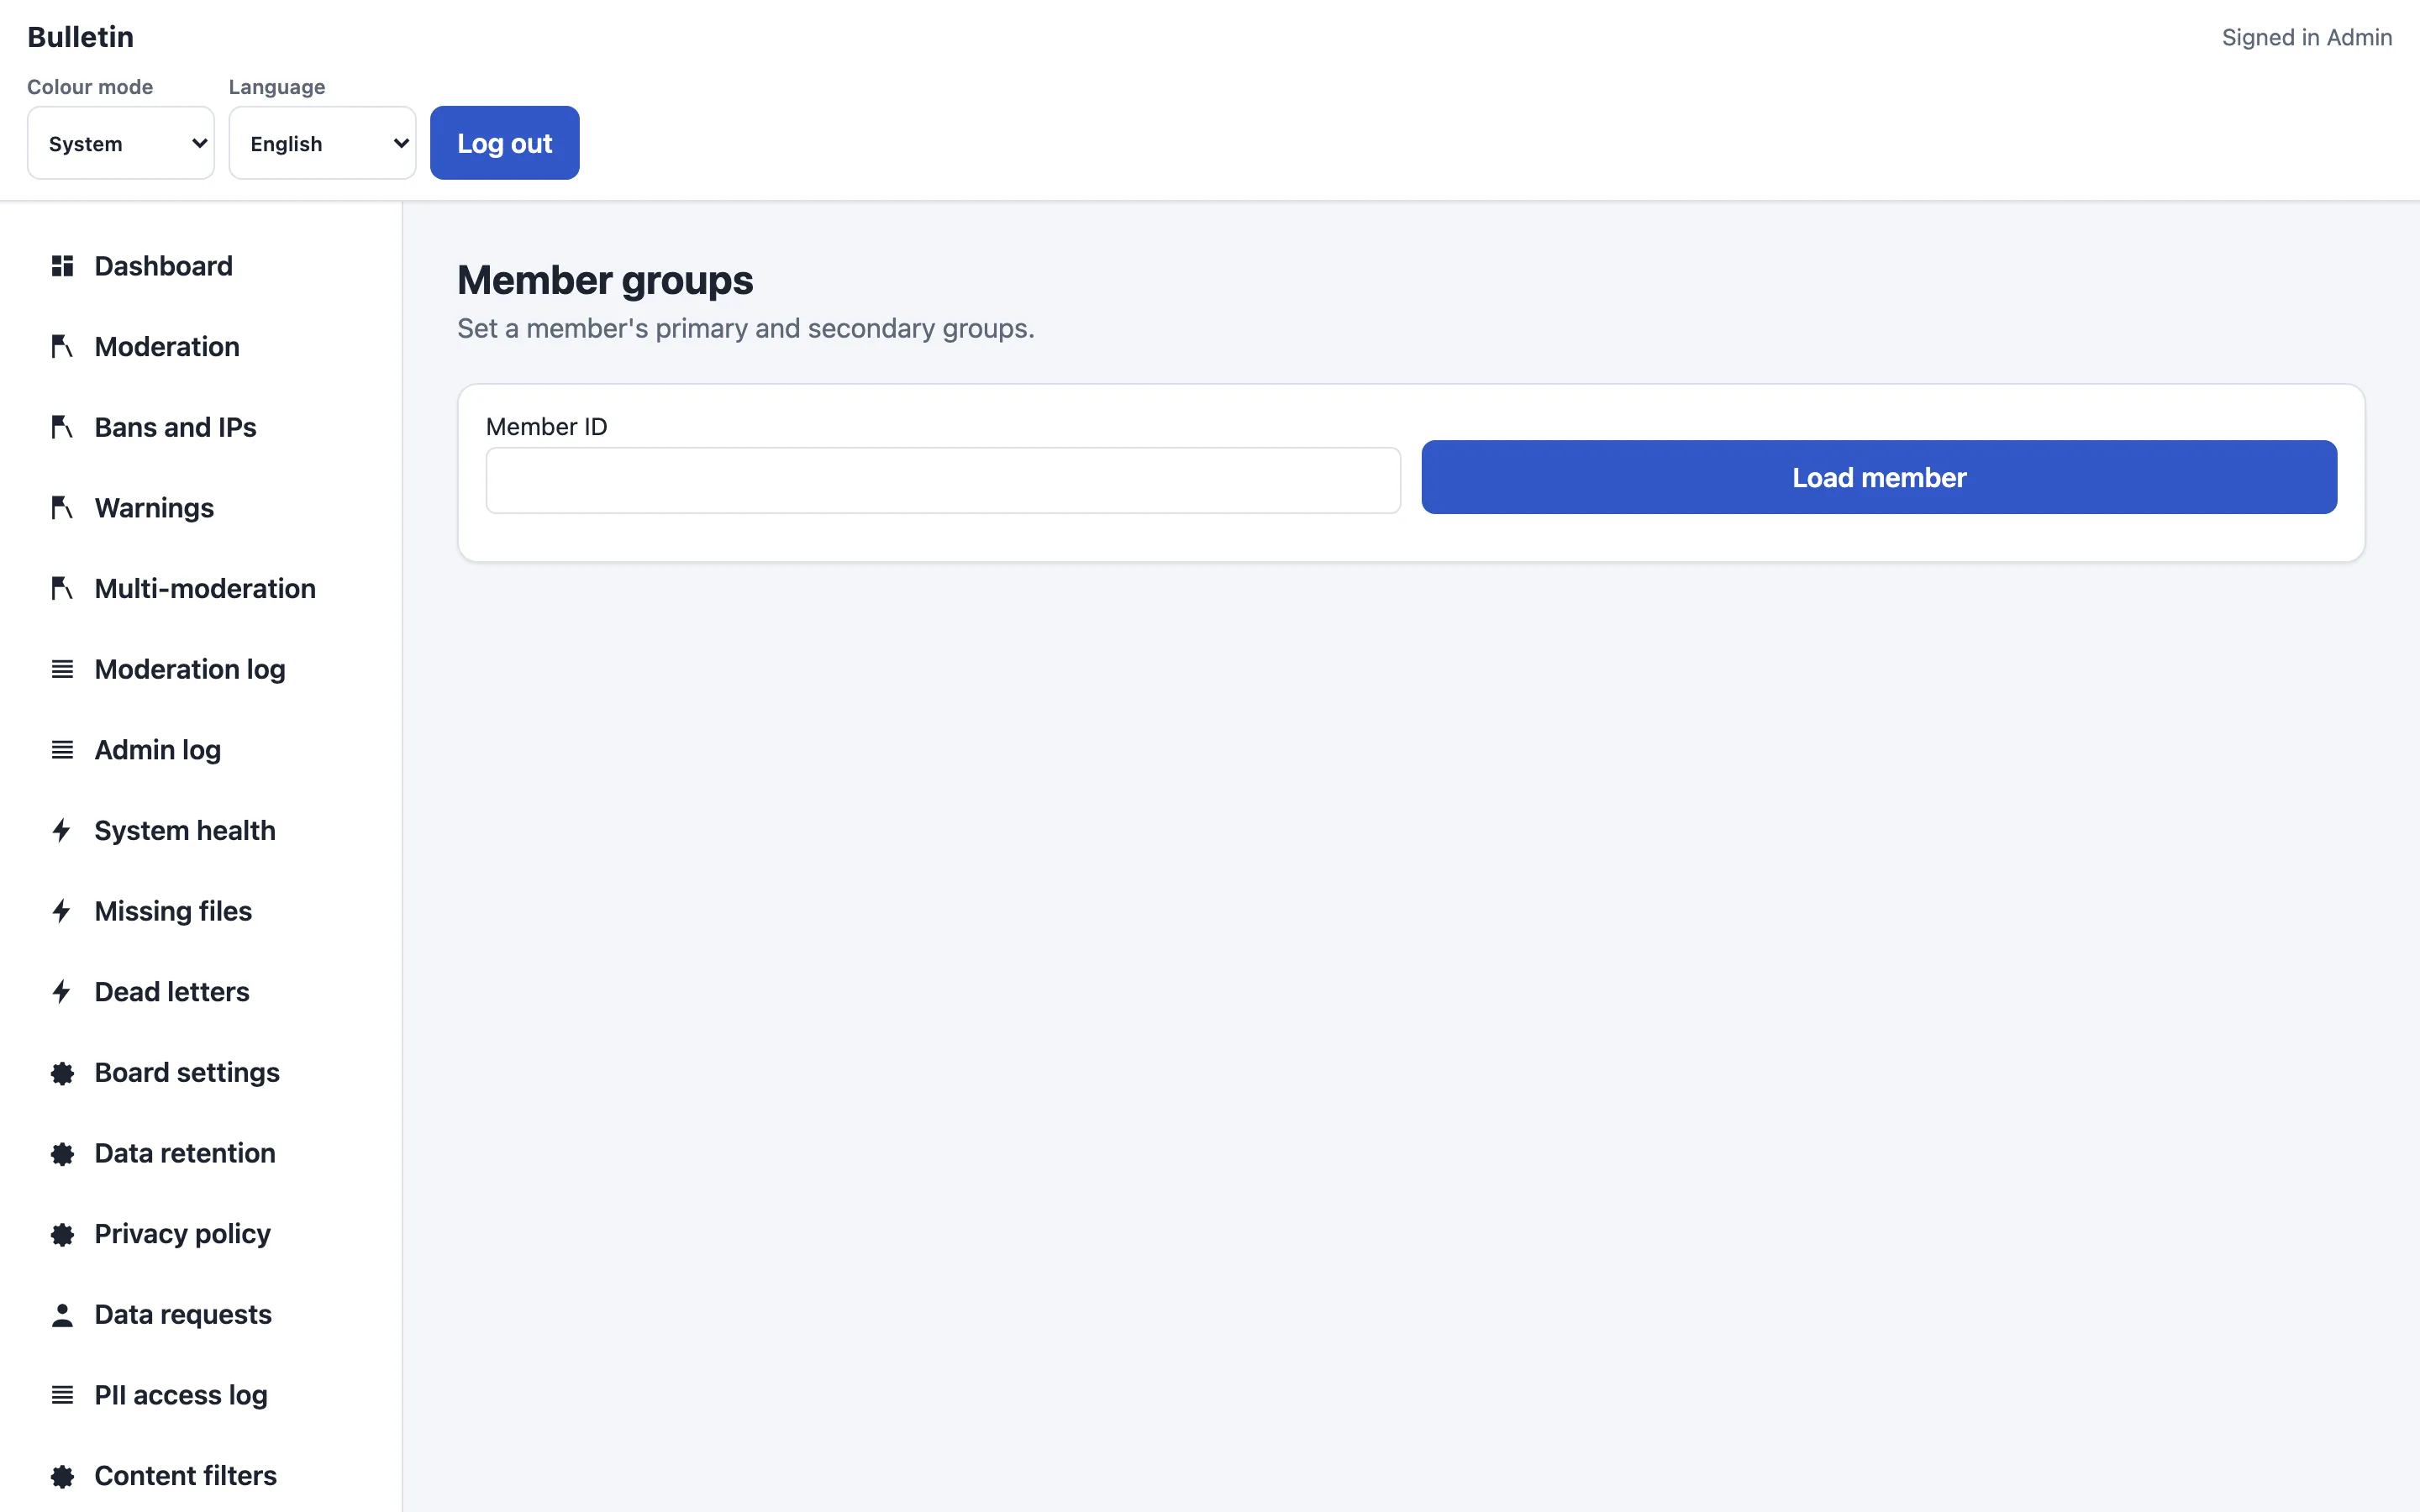 Bulletin
Signed in Admin
Colour mode
Language
System
English
Log out
Dashboard
Moderation
Bans and IPs
Warnings
Multi-moderation
Moderation log
Admin log
System health
Missing files
Dead letters
Board settings
Data retention
Privacy policy
Data requests
PII access log
Content filters
Member groups
Set a member's primary and secondary groups.
Member ID
Load member